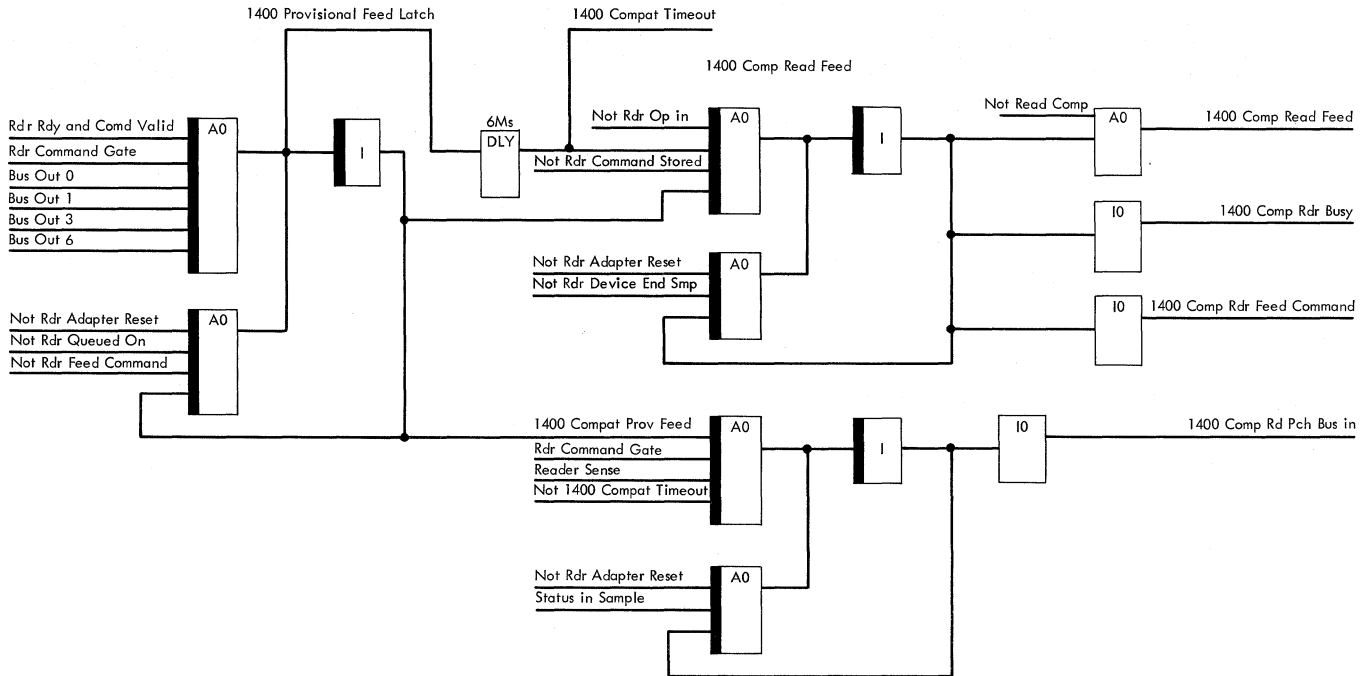 1400 Provisional Feed Latch
1400 Compat Timeout
1400 Comp Read Feed
Rdr Rdy and Comd Valid
Rdr Command Gate
Bus Out 0
Bus Out 1
Bus Out 3
Bus Out 6
A0
I
6Ms
DLY
Not Rdr Op in
Not Rdr Command Stored
A0
I
Not Read Comp
A0
1400 Comp Read Feed
I0
1400 Comp Rdr Busy
Not Rdr Adapter Reset
Not Rdr Device End Smp
A0
I0
1400 Comp Rdr Feed Command
Not Rdr Adapter Reset
Not Rdr Queued On
Not Rdr Feed Command
A0
1400 Compat Prov Feed
Rdr Command Gate
Reader Sense
Not 1400 Compat Timeout
A0
I
I0
1400 Comp Rd Pch Bus in
Not Rdr Adapter Reset
Status in Sample
A0